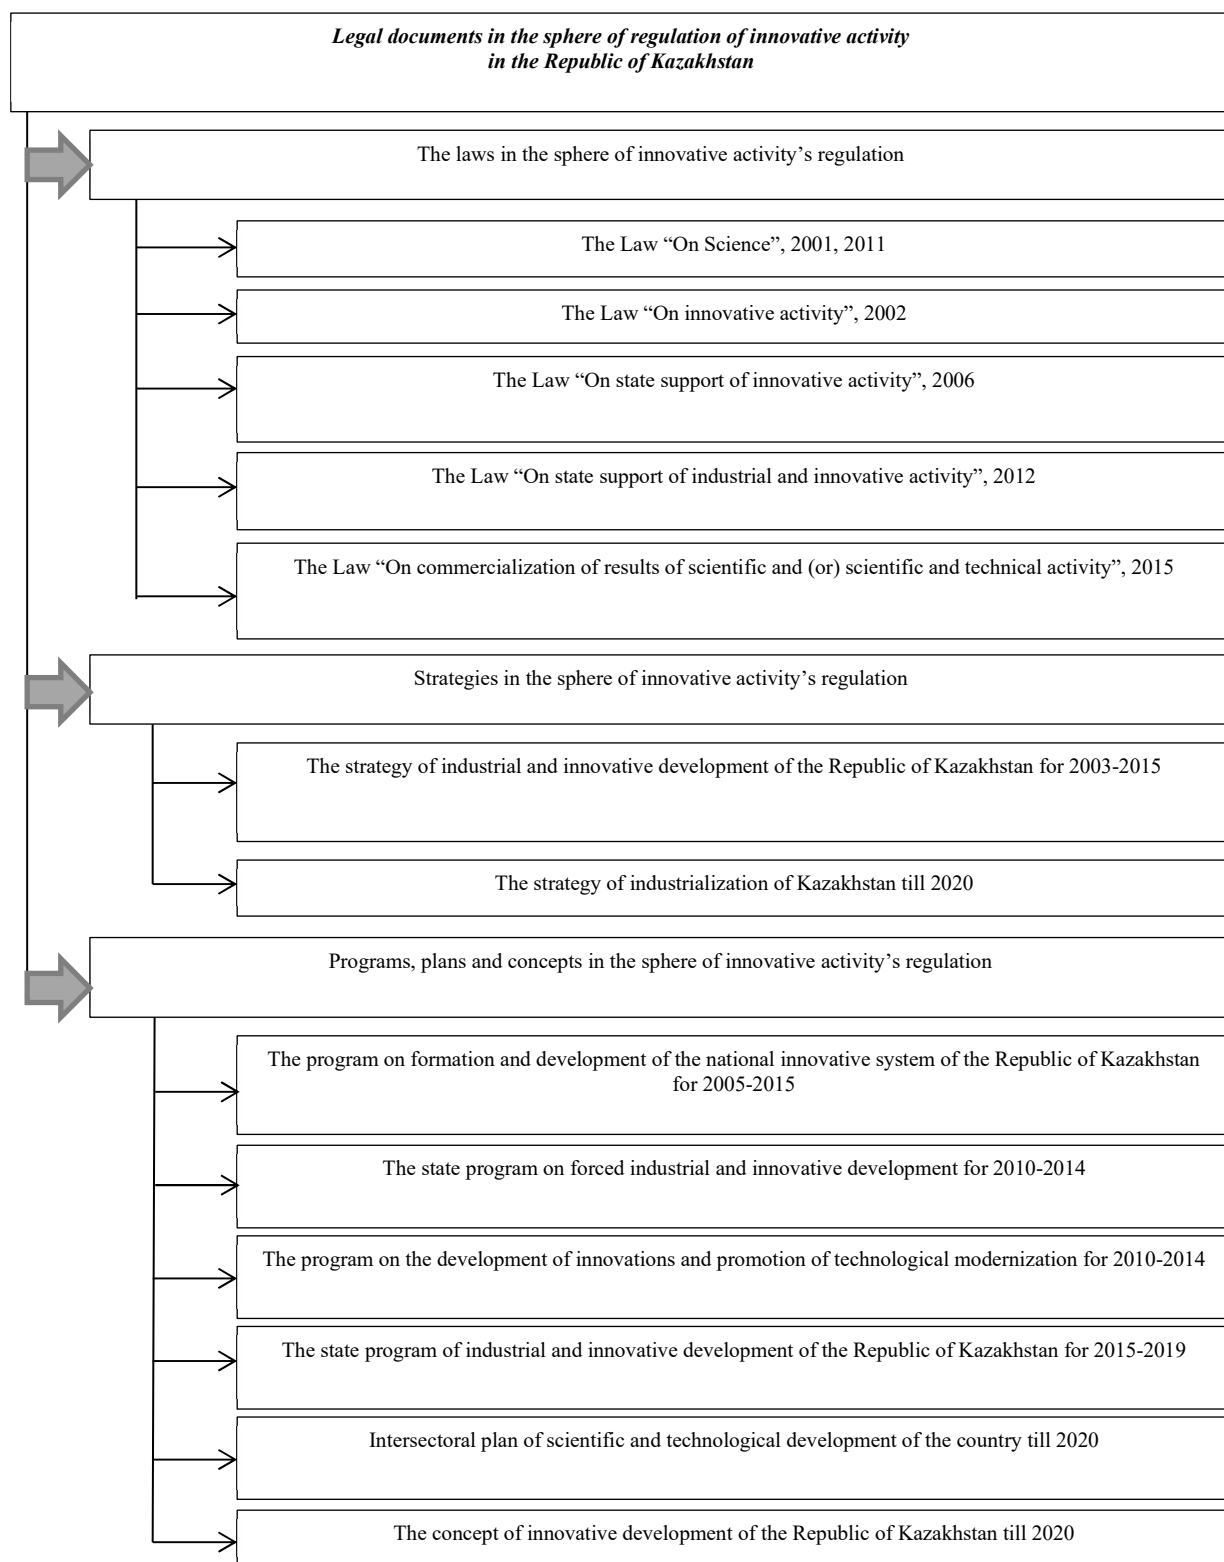 Legal documents in the sphere of regulation of innovative activity
in the Republic of Kazakhstan
The laws in the sphere of innovative activity’s regulation
The Law “On Science”, 2001, 2011
The Law “On innovative activity”, 2002
The Law “On state support of innovative activity”, 2006
The Law “On state support of industrial and innovative activity”, 2012
The Law “On commercialization of results of scientific and (or) scientific and technical activity”, 2015
Strategies in the sphere of innovative activity’s regulation
The strategy of industrial and innovative development of the Republic of Kazakhstan for 2003-2015
The strategy of industrialization of Kazakhstan till 2020
Programs, plans and concepts in the sphere of innovative activity’s regulation
The program on formation and development of the national innovative system of the Republic of Kazakhstan
for 2005-2015
The state program on forced industrial and innovative development for 2010-2014
The program on the development of innovations and promotion of technological modernization for 2010-2014
The state program of industrial and innovative development of the Republic of Kazakhstan for 2015-2019
Intersectoral plan of scientific and technological development of the country till 2020
The concept of innovative development of the Republic of Kazakhstan till 2020